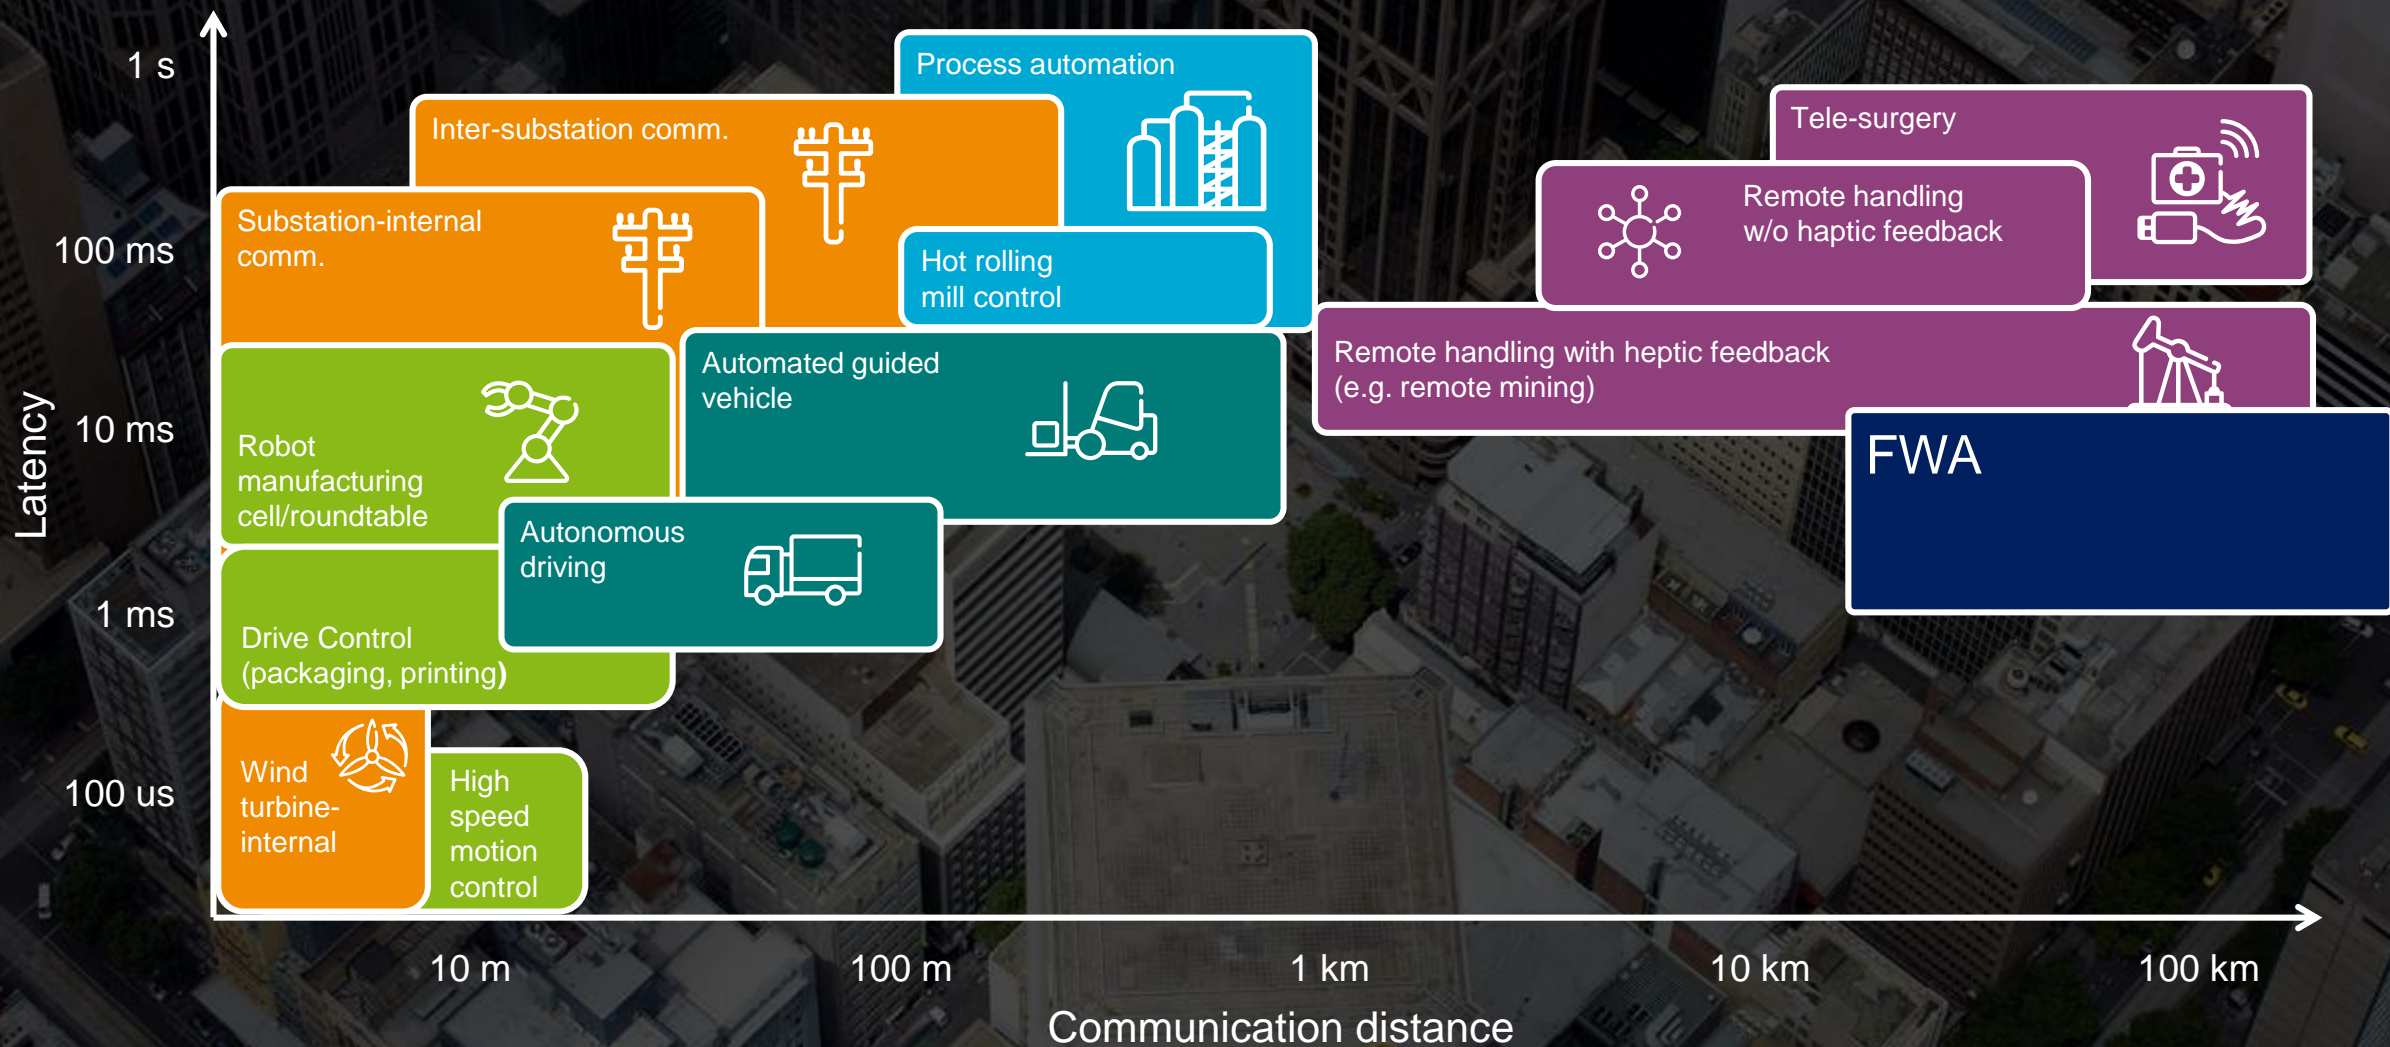 1 s
100 ms
10 ms
1 ms
100 us
Latency
Process automation
Inter-substation comm.
Tele-surgery
Remote handling
w/o haptic feedback
Substation-internal
comm.
Hot rolling
mill control
Remote handling with heptic feedback
(e.g. remote mining)
Automated guided
vehicle
Robot
manufacturing
cell/roundtable
FWA
Autonomous
driving
Drive Control
(packaging, printing)
Wind
turbine-
internal
High
speed
motion
control
10 m
100 m
1 km
10 km
100 km
Communication distance